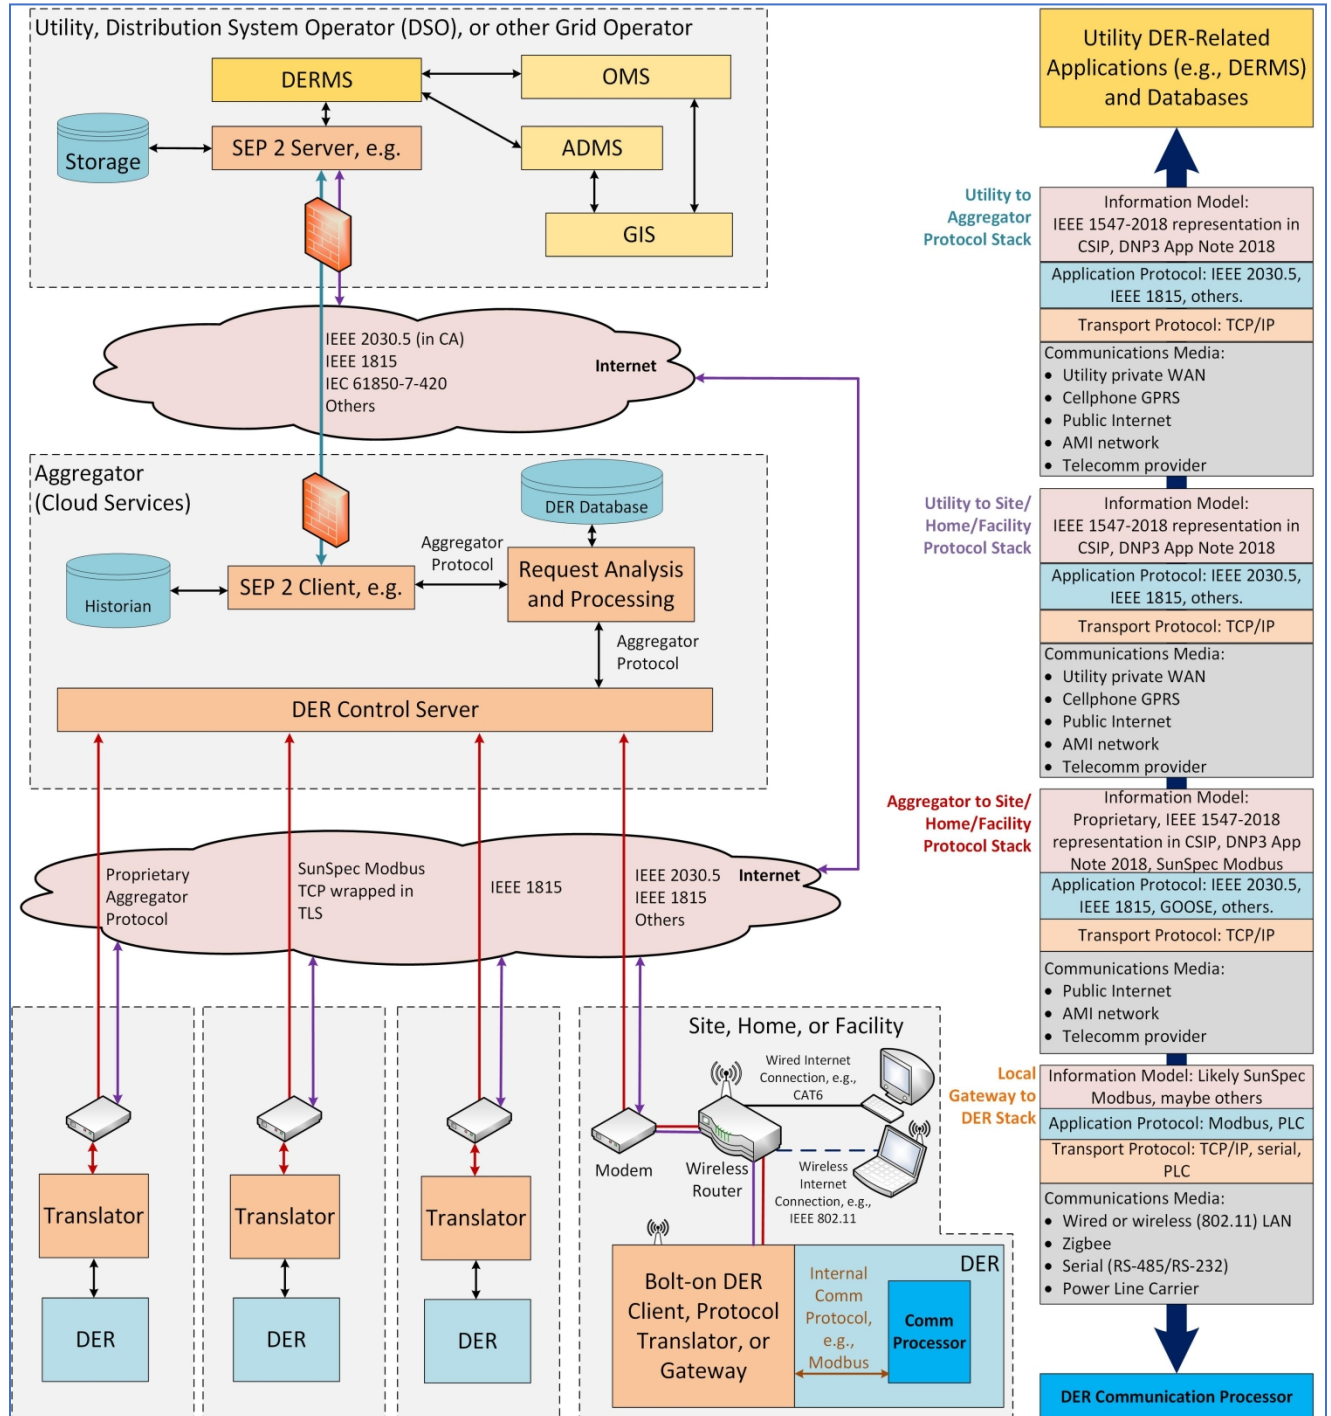 Utility, Distribution System Operator (DSO), or other Grid Operator
DERMS
OMS
SEP 2 Server, e.g.
Storage
ADMS
GIS
IEEE 2030.5 (in CA)
IEEE 1815
IEC 61850-7-420
Others
Internet
Aggregator
(Cloud Services)
DER Database
Aggregator
Protocol
Historian
SEP 2 Client, e.g.
Request Analysis
and Processing
Aggregator
Protocol
DER Control Server
Proprietary
Aggregator
Protocol
SunSpec Modbus
TCP wrapped in
TLS
IEEE 1815
IEEE 2030.5
IEEE 1815
Others
Internet
Translator
DER
Translator
DER
Translator
DER
Site, Home, or Facility
Wired Internet
Connection, e.g.,
CAT6
Modem
Wireless
Router
Wireless
Internet
Connection, e.g.,
IEEE 802.11
Bolt-on DER
Client, Protocol
Translator, or
Gateway
DER
Internal
Comm
Protocol,
e.g.,
Modbus
Comm
Processor
Utility DER-Related
Applications (e.g., DERMS)
and Databases
Utility to
Aggregator
Protocol Stack
Information Model:
IEEE 1547-2018 representation in
CSIP, DNP3 App Note 2018
Application Protocol: IEEE 2030.5,
IEEE 1815, others.
Transport Protocol: TCP/IP
Communications Media:
• Utility private WAN
• Cellphone GPRS
• Public Internet
• AMI network
• Telecomm provider
Utility to Site/
Home/Facility
Protocol Stack
Information Model:
IEEE 1547-2018 representation in
CSIP, DNP3 App Note 2018
Application Protocol: IEEE 2030.5,
IEEE 1815, others.
Transport Protocol: TCP/IP
Communications Media:
• Utility private WAN
• Cellphone GPRS
• Public Internet
• AMI network
• Telecomm provider
Aggregator to Site/
Home/Facility
Protocol Stack
Information Model:
Proprietary, IEEE 1547-2018
representation in CSIP, DNP3 App
Note 2018, SunSpec Modbus
Application Protocol: IEEE 2030.5,
IEEE 1815, GOOSE, others.
Transport Protocol: TCP/IP
Communications Media:
• Public Internet
• AMI network
• Telecomm provider
Local
Gateway to
DER Stack
Information Model: Likely SunSpec
Modbus, maybe others
Application Protocol: Modbus, PLC
Transport Protocol: TCP/IP, serial,
PLC
Communications Media:
• Wired or wireless (802.11) LAN
• Zigbee
• Serial (RS-485/RS-232)
• Power Line Carrier
DER Communication Processor